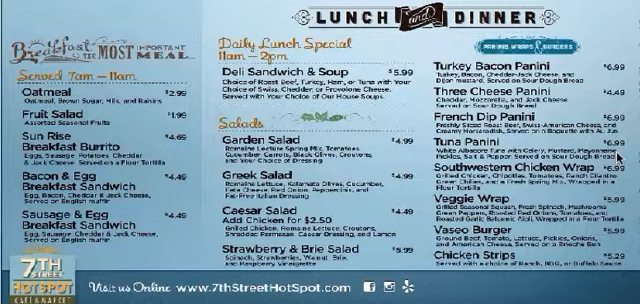 LUNCH and DINNER
Breakfast
IS THE MOST IMPORTANT
MEAL...
Served 7am - 11am
Oatmeal $2.99
Oatmeal, Brown Sugar, Milk, and Raisins
Fruit Salad $1.99
Assorted Seasonal Fruits
Sun Rise $4.69
Breakfast Burrito
Eggs, Sausage, Potatoes, Cheddar
& Jack Cheese, Served on a Flour Tortilla
Bacon & Egg $4.49
Breakfast Sandwich
Egg, Bacon, Cheddar & Jack Cheese,
Served on English muffin
Sausage & Egg $4.49
Breakfast Sandwich
Egg, Sausage, Cheddar & Jack Cheese,
Served on English muffin
Daily Lunch Special
11am - 2pm
Deli Sandwich & Soup $5.99
Choice of Roast Beef, Turkey, Ham, or Tuna with Your
Choice of Swiss, Cheddar, or Provolone Cheese.
Served with Your Choice of Our House Soups.
Salads
Garden Salad $4.49
Romaine Lettuce Spring Mix, Tomatoes,
Cucumber Carrots, Black Olives, Croutons,
and Your Choice of Dressing
Greek Salad $4.49
Romaine Lettuce, Kalamata Olives, Cucumber,
Feta Cheese, Red Onion, Pepperoncini, and
Fat-Free Italian Dressing
Caesar Salad $4.49
Add Chicken for $2.50
Grilled Chicken, Romaine Lettuce, Croutons,
Shredded Parmesan, Caesar Dressing, and Lemon
Strawberry & Brie Salad $5.99
Spinach, Strawberries, Walnut, Brie,
and Raspberry Vinaigrette
PANINIS, WRAPS & BURGERS
Turkey Bacon Panini $6.99
Turkey, Bacon, Cheddar-Jack Cheese, and
Dijon mustard, Served on Sour Dough Bread
Three Cheese Panini $4.49
Cheddar, Mozzarella, and Jack Cheese
Served on Sour Dough Bread
French Dip Panini $6.99
Freshly Sliced Roast Beef, Swiss American Cheese, and
Creamy Horseradish, Served on a Baguette with Au Jus
Tuna Panini $6.99
White Albacore Tuna with Celery, Mustard, Mayonnaise
Pickles, Salt & Pepper, Served on Sour Dough Bread
Southwestern Chicken Wrap $6.99
Grilled Chicken, Chipotle, Tomatoes, Ranch Cilantro
Green Chilies, and a Fresh Spring Mix, Wrapped in a
Flour Tortilla
Veggie Wrap $5.99
Grilled Seasonal Squash, Fresh Spinach, Mushrooms
Green Peppers, Roasted Red Onions, Tomatoes, and
Roasted Garlic Balsamic Aioli, Wrapped in a Flour Tortilla
Vaseo Burger $5.99
Ground Beef, Tomato, Lettuce, Pickles, Onions,
and American Cheese, Served on a Brioche Bun
Chicken Strips $5.29
Served with a choice of Ranch, BBQ, or Buffalo Sauce
7TH
STREET
HOTSPOT
CAFE & MARKET
Visit us Online www.7thStreetHotSpot.com